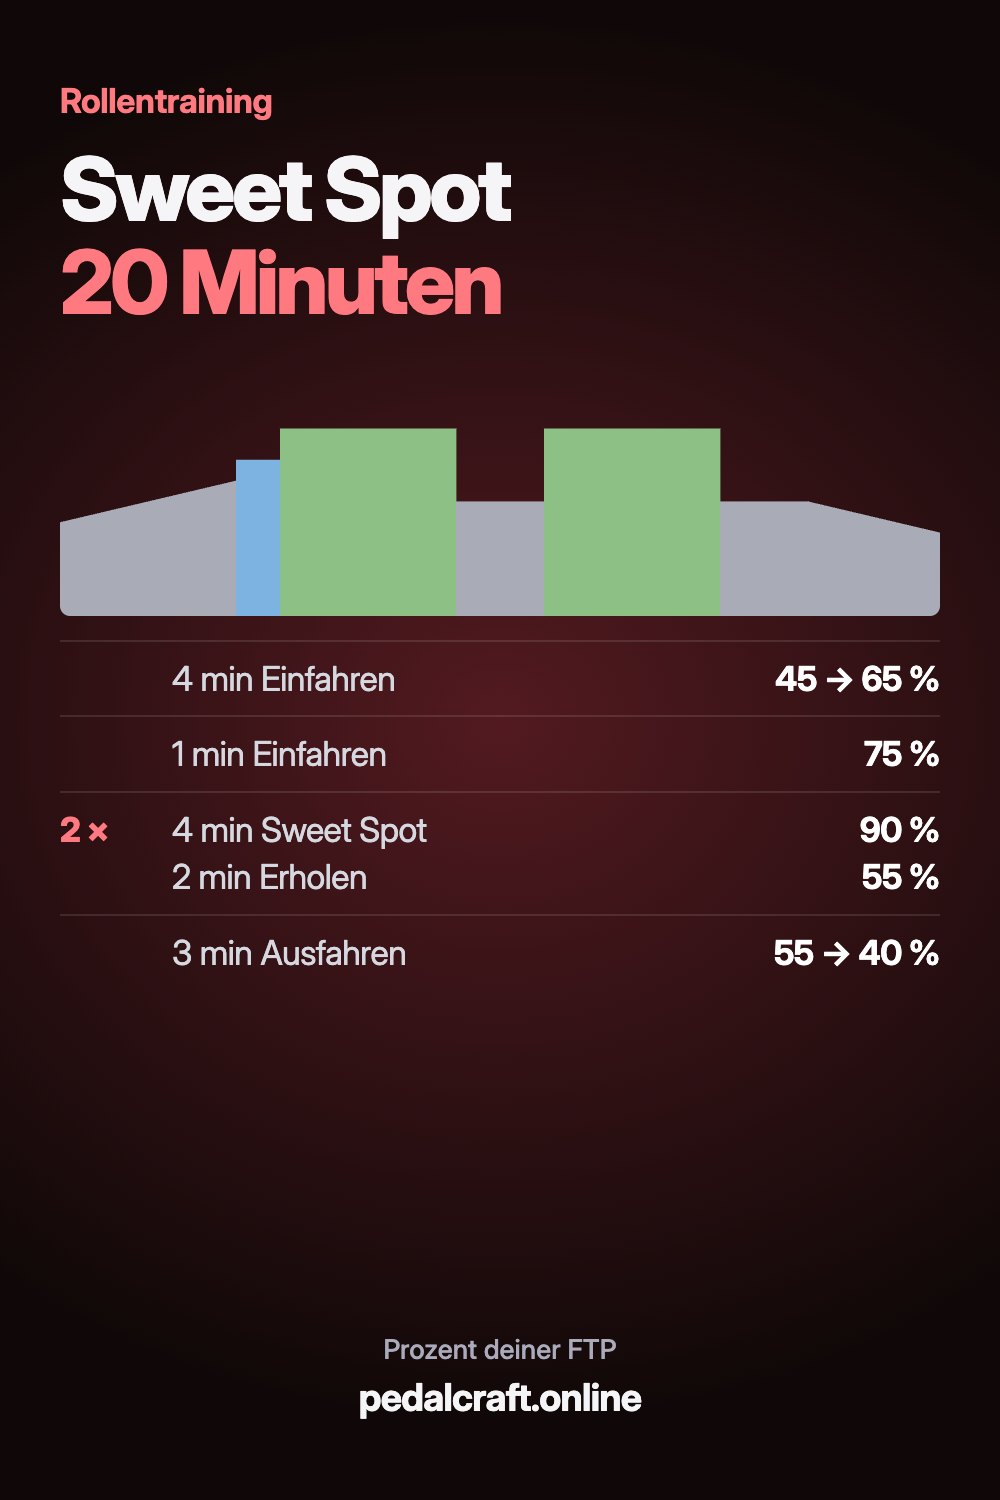 Rollentraining
Sweet Spot
20 Minuten
4 min Einfahren 45 → 65 %
1 min Einfahren 75 %
2 × 4 min Sweet Spot 90 %
2 min Erholen 55 %
3 min Ausfahren 55 → 40 %
Prozent deiner FTP
pedalcraft.online